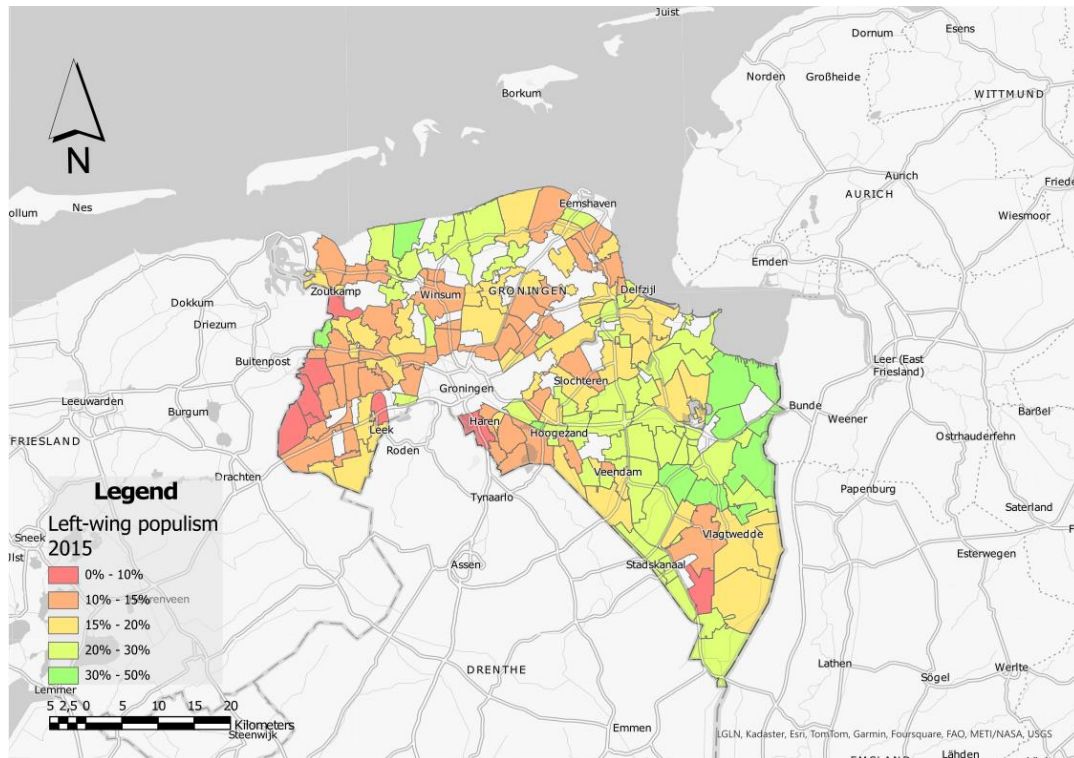 Juist
Dornum
Esens
Norden
Großheide
WITTMUND
Borkum
N
Aurich
AURICH
Friede
ollum
Nes
Eemshaven
Wiesmoor
Emden
Zoutkamp
Winsum
GRONINGEN
Delfzijl
Dokkum
Driezum
Buitenpost
Leer (East
Friesland)
Groningen
Slochteren
Leeuwarden
Burgum
Bunde
Weener
Barßel
FRIESLAND
Leek
Haren
Hoogezand
Ostrhauderfehn
Roden
Drachten
Veendam
Tynaarlo
Papenburg
Saterland
Legend
Left-wing populism
2015
0% - 10%
10% - 15%
15% - 20%
20% - 30%
30% - 50%
Sneek
Jlst
erenveen
Vlagtwedde
Esterwegen
Assen
Stadskanaal
DRENTHE
Lathen
Sögel
Werlte
Lemmer
5 2,5 0 5 10 15 20
Kilometers
Steenwijk
Emmen
LGLN, Kadaster, Esri, TomTom, Garmin, Foursquare, FAO, METI/NASA, USGS
EMSLAND
Lähden